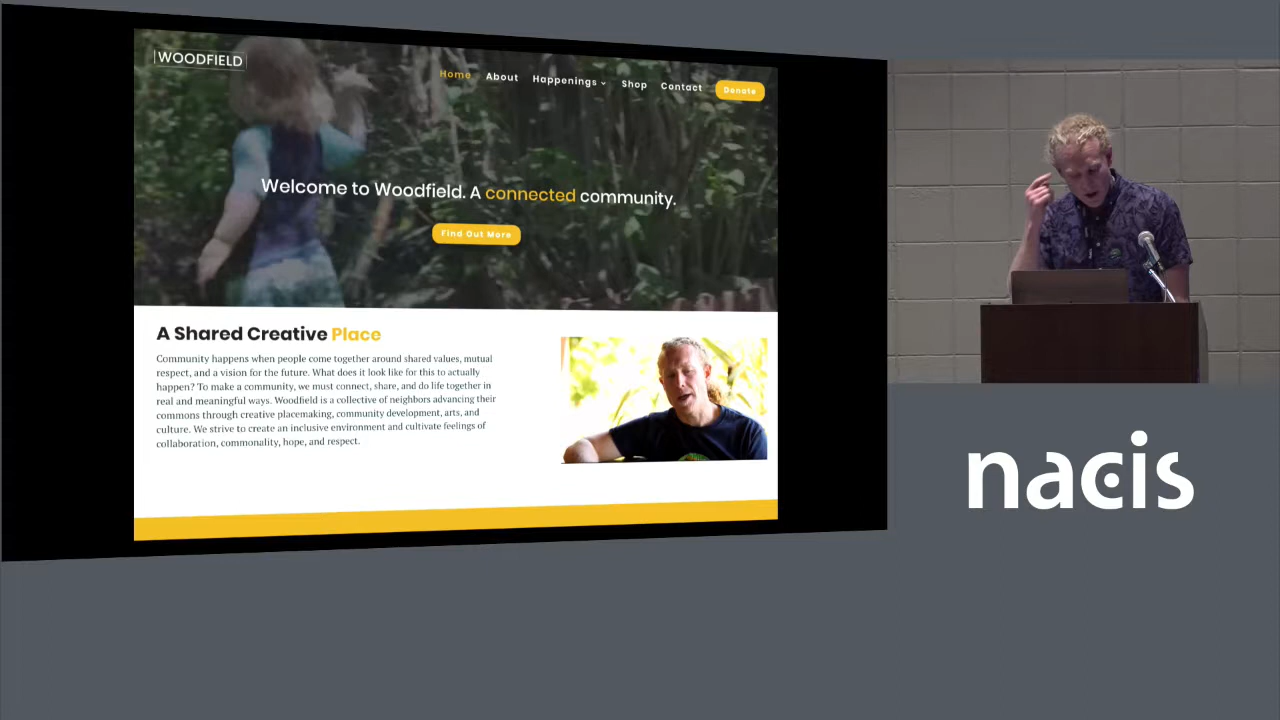 WOODFIELD
Home About Happenings Shop Contact Donate
Welcome to Woodfield. A connected community.
Find Out More
A Shared Creative Place
Community happens when people come together around shared values, mutual
respect, and a vision for the future. What does it look like for this to actually
happen? To make a community, we must connect, share, and do life together in
real and meaningful ways. Woodfield is a collective of neighbors advancing their
commons through creative placemaking, community development, arts, and
culture. We strive to create an inclusive environment and cultivate feelings of
collaboration, commonality, hope, and respect.
nacis